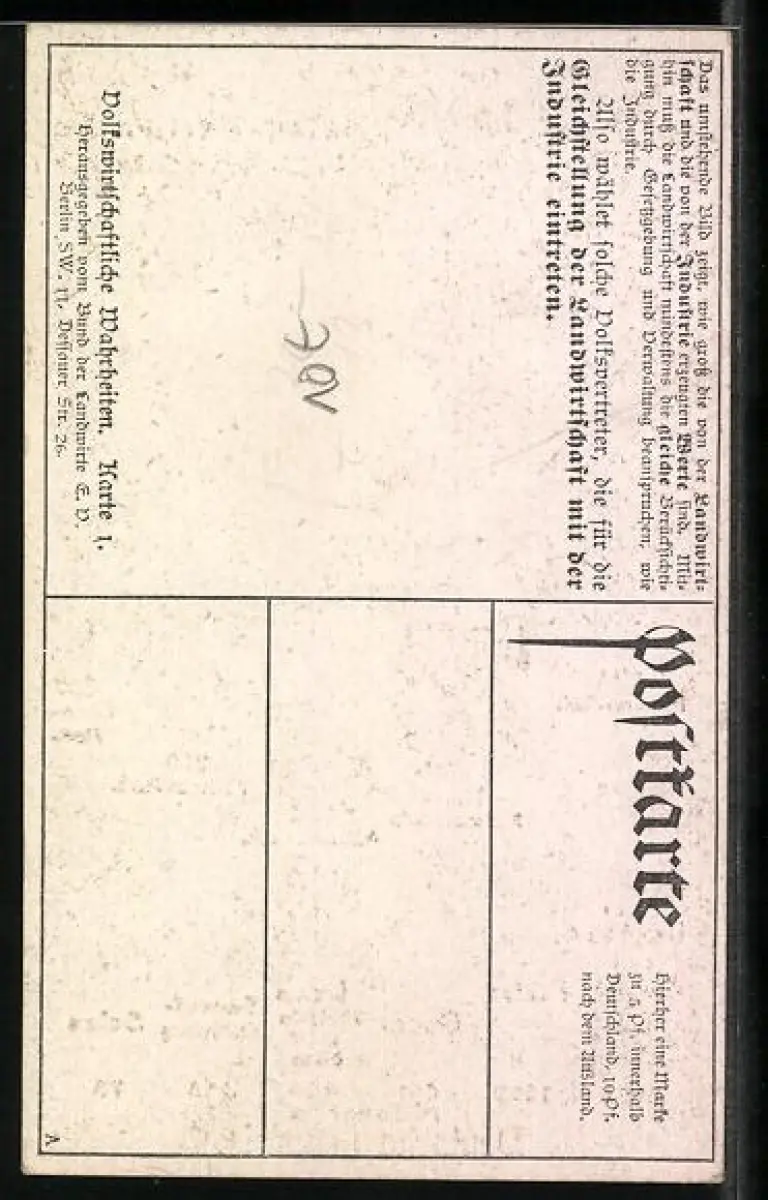 Das umstehende Bild zeigt, wie groß die von der Landwirt-
schaft und die von der Industrie erzeugten Werte sind. Mit-
hin muß die Landwirtschaft mindestens die gleiche Berücksichti-
gung durch Gesetzgebung und Verwaltung beanspruchen, wie
die Industrie.
Also wählet solche Volksvertreter, die für die
Gleichstellung der Landwirtschaft mit der
Industrie eintreten.
Volkswirtschaftliche Wahrheiten. Karte 1.
Herausgegeben vom Bund der Landwirte E. V.
Berlin SW. 11, Dessauer Str. 26.
Postkarte
Hierher eine Marke
zu 5 Pf. innerhalb
Deutschland, 10 Pf.
nach dem Ausland.
A